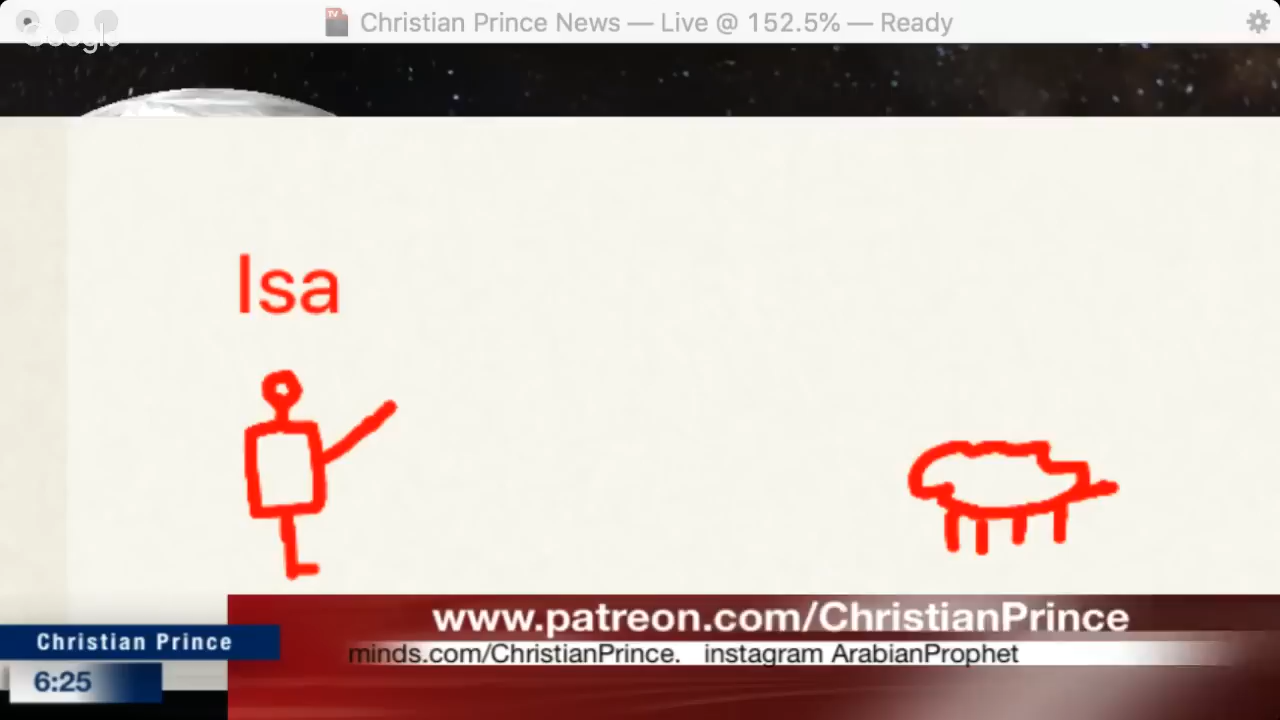 Christian Prince News — Live @ 152.5% — Ready
Google
Isa
www.patreon.com/ChristianPrince
Christian Prince
minds.com/ChristianPrince. instagram ArabianProphet
6:25